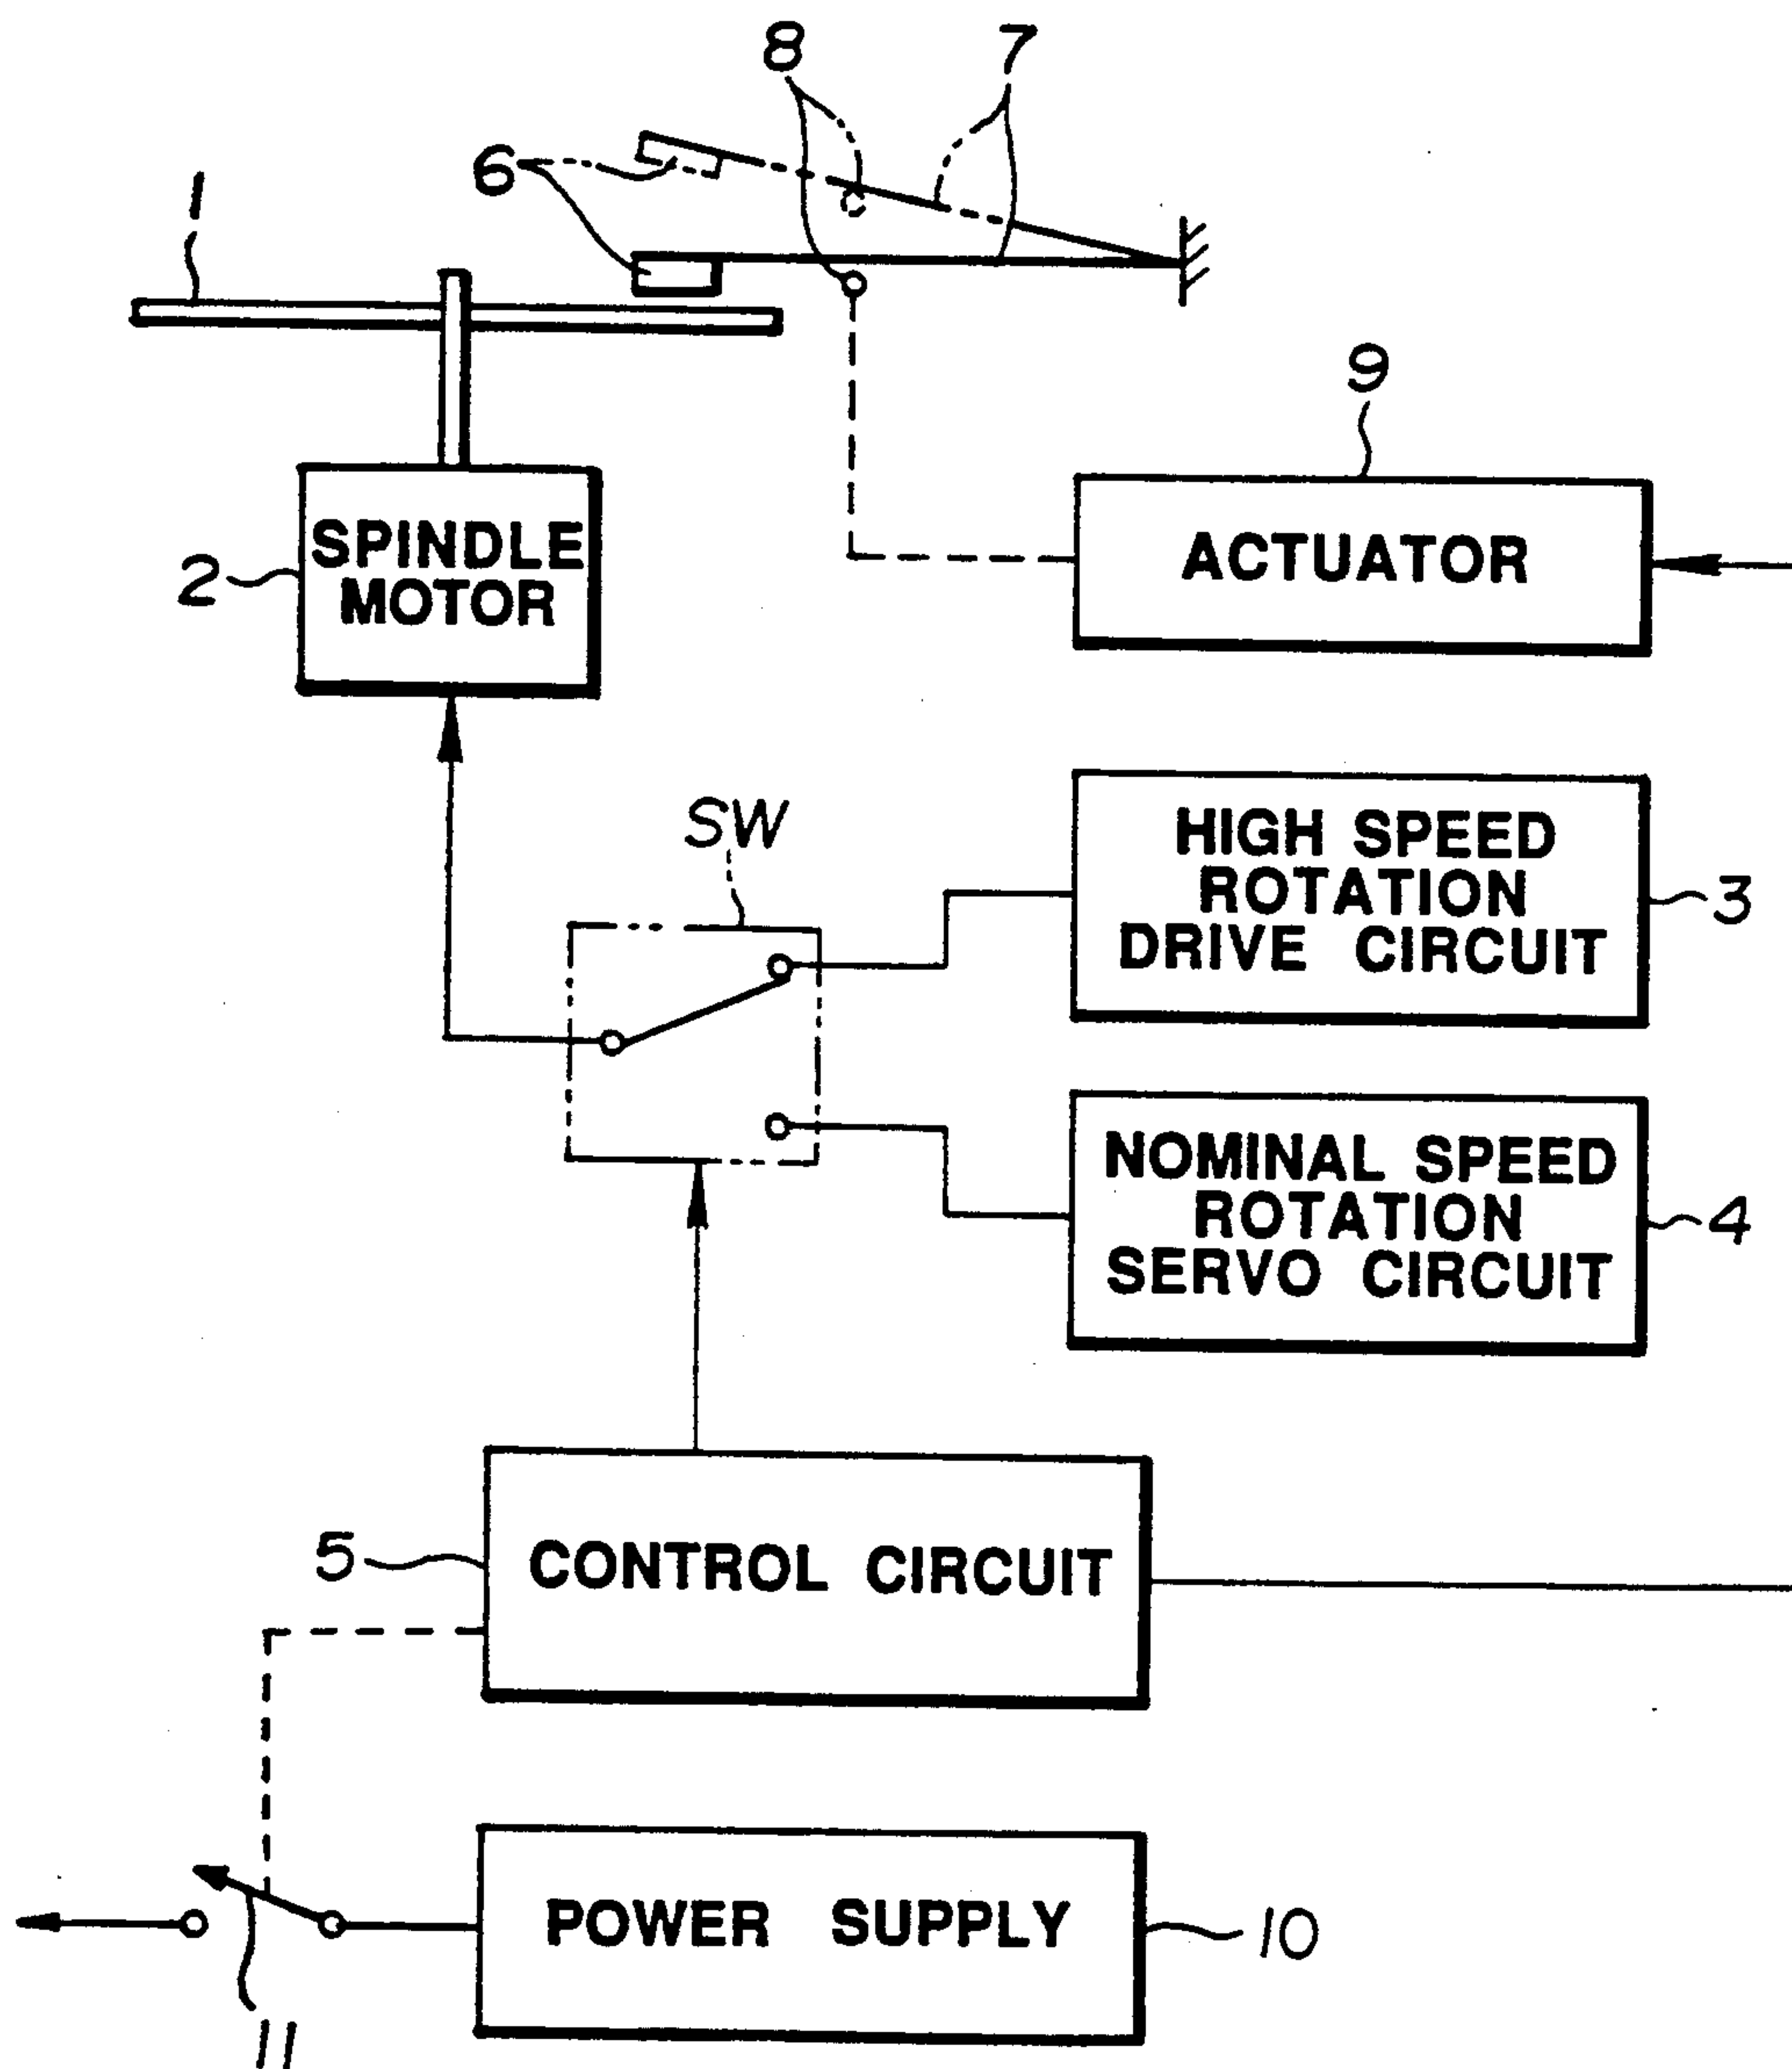 8
7
6
1
9
SPINDLE
MOTOR
2
ACTUATOR
SW
HIGH SPEED
ROTATION
DRIVE CIRCUIT
3
NOMINAL SPEED
ROTATION
SERVO CIRCUIT
4
5
CONTROL CIRCUIT
POWER SUPPLY
10
11